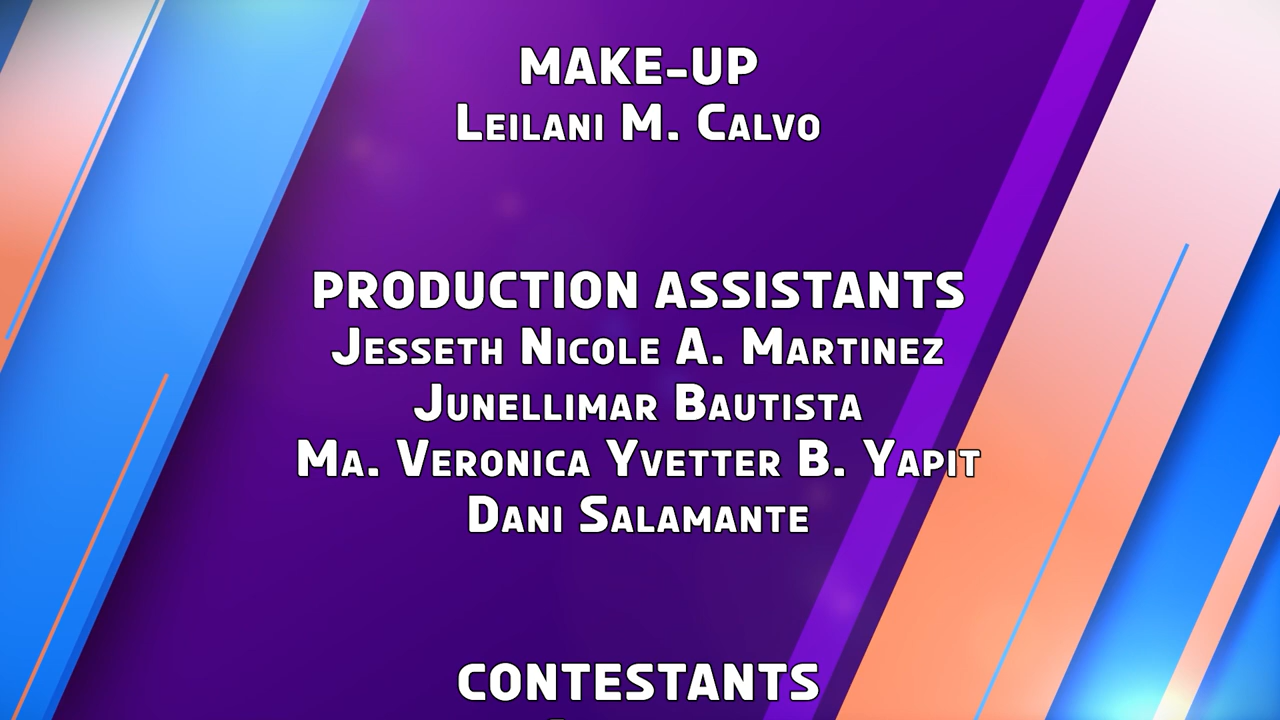 MAKE-UP
Leilani M. Calvo
PRODUCTION ASSISTANTS
Jesseth Nicole A. Martinez
Junellimar Bautista
Ma. Veronica Yvetter B. Yapit
Dani Salamante
CONTESTANTS